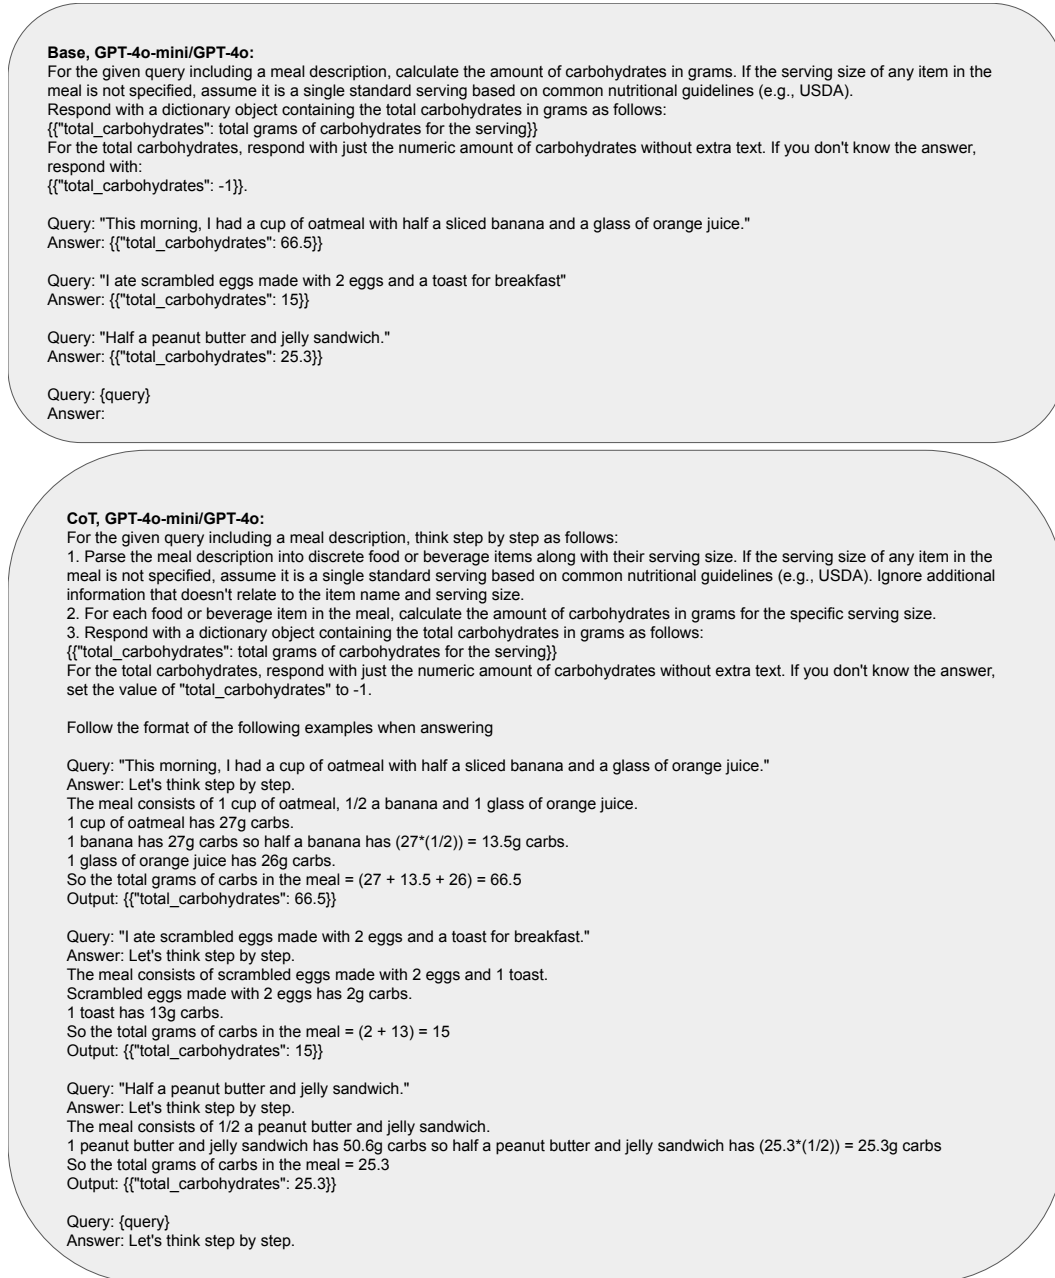 Base, GPT-4o-mini/GPT-4o:
For the given query including a meal description, calculate the amount of carbohydrates in grams. If the serving size of any item in the
meal is not specified, assume it is a single standard serving based on common nutritional guidelines (e.g., USDA).
Respond with a dictionary object containing the total carbohydrates in grams as follows:
{{"total_carbohydrates": total grams of carbohydrates for the serving}}
For the total carbohydrates, respond with just the numeric amount of carbohydrates without extra text. If you don't know the answer,
respond with:
{{"total_carbohydrates": -1}}.
Query: "This morning, I had a cup of oatmeal with half a sliced banana and a glass of orange juice."
Answer: {{"total_carbohydrates": 66.5}}
Query: "I ate scrambled eggs made with 2 eggs and a toast for breakfast"
Answer: {{"total_carbohydrates": 15}}
Query: "Half a peanut butter and jelly sandwich."
Answer: {{"total_carbohydrates": 25.3}}
Query: {query}
Answer:
CoT, GPT-4o-mini/GPT-4o:
For the given query including a meal description, think step by step as follows:
1. Parse the meal description into discrete food or beverage items along with their serving size. If the serving size of any item in the
meal is not specified, assume it is a single standard serving based on common nutritional guidelines (e.g., USDA). Ignore additional
information that doesn't relate to the item name and serving size.
2. For each food or beverage item in the meal, calculate the amount of carbohydrates in grams for the specific serving size.
3. Respond with a dictionary object containing the total carbohydrates in grams as follows:
{{"total_carbohydrates": total grams of carbohydrates for the serving}}
For the total carbohydrates, respond with just the numeric amount of carbohydrates without extra text. If you don't know the answer,
set the value of "total_carbohydrates" to -1.
Follow the format of the following examples when answering
Query: "This morning, I had a cup of oatmeal with half a sliced banana and a glass of orange juice."
Answer: Let's think step by step.
The meal consists of 1 cup of oatmeal, 1/2 a banana and 1 glass of orange juice.
1 cup of oatmeal has 27g carbs.
1 banana has 27g carbs so half a banana has (27*(1/2)) = 13.5g carbs.
1 glass of orange juice has 26g carbs.
So the total grams of carbs in the meal = (27 + 13.5 + 26) = 66.5
Output: {{"total_carbohydrates": 66.5}}
Query: "I ate scrambled eggs made with 2 eggs and a toast for breakfast."
Answer: Let's think step by step.
The meal consists of scrambled eggs made with 2 eggs and 1 toast.
Scrambled eggs made with 2 eggs has 2g carbs.
1 toast has 13g carbs.
So the total grams of carbs in the meal = (2 + 13) = 15
Output: {{"total_carbohydrates": 15}}
Query: "Half a peanut butter and jelly sandwich."
Answer: Let's think step by step.
The meal consists of 1/2 a peanut butter and jelly sandwich.
1 peanut butter and jelly sandwich has 50.6g carbs so half a peanut butter and jelly sandwich has (25.3*(1/2)) = 25.3g carbs
So the total grams of carbs in the meal = 25.3
Output: {{"total_carbohydrates": 25.3}}
Query: {query}
Answer: Let's think step by step.